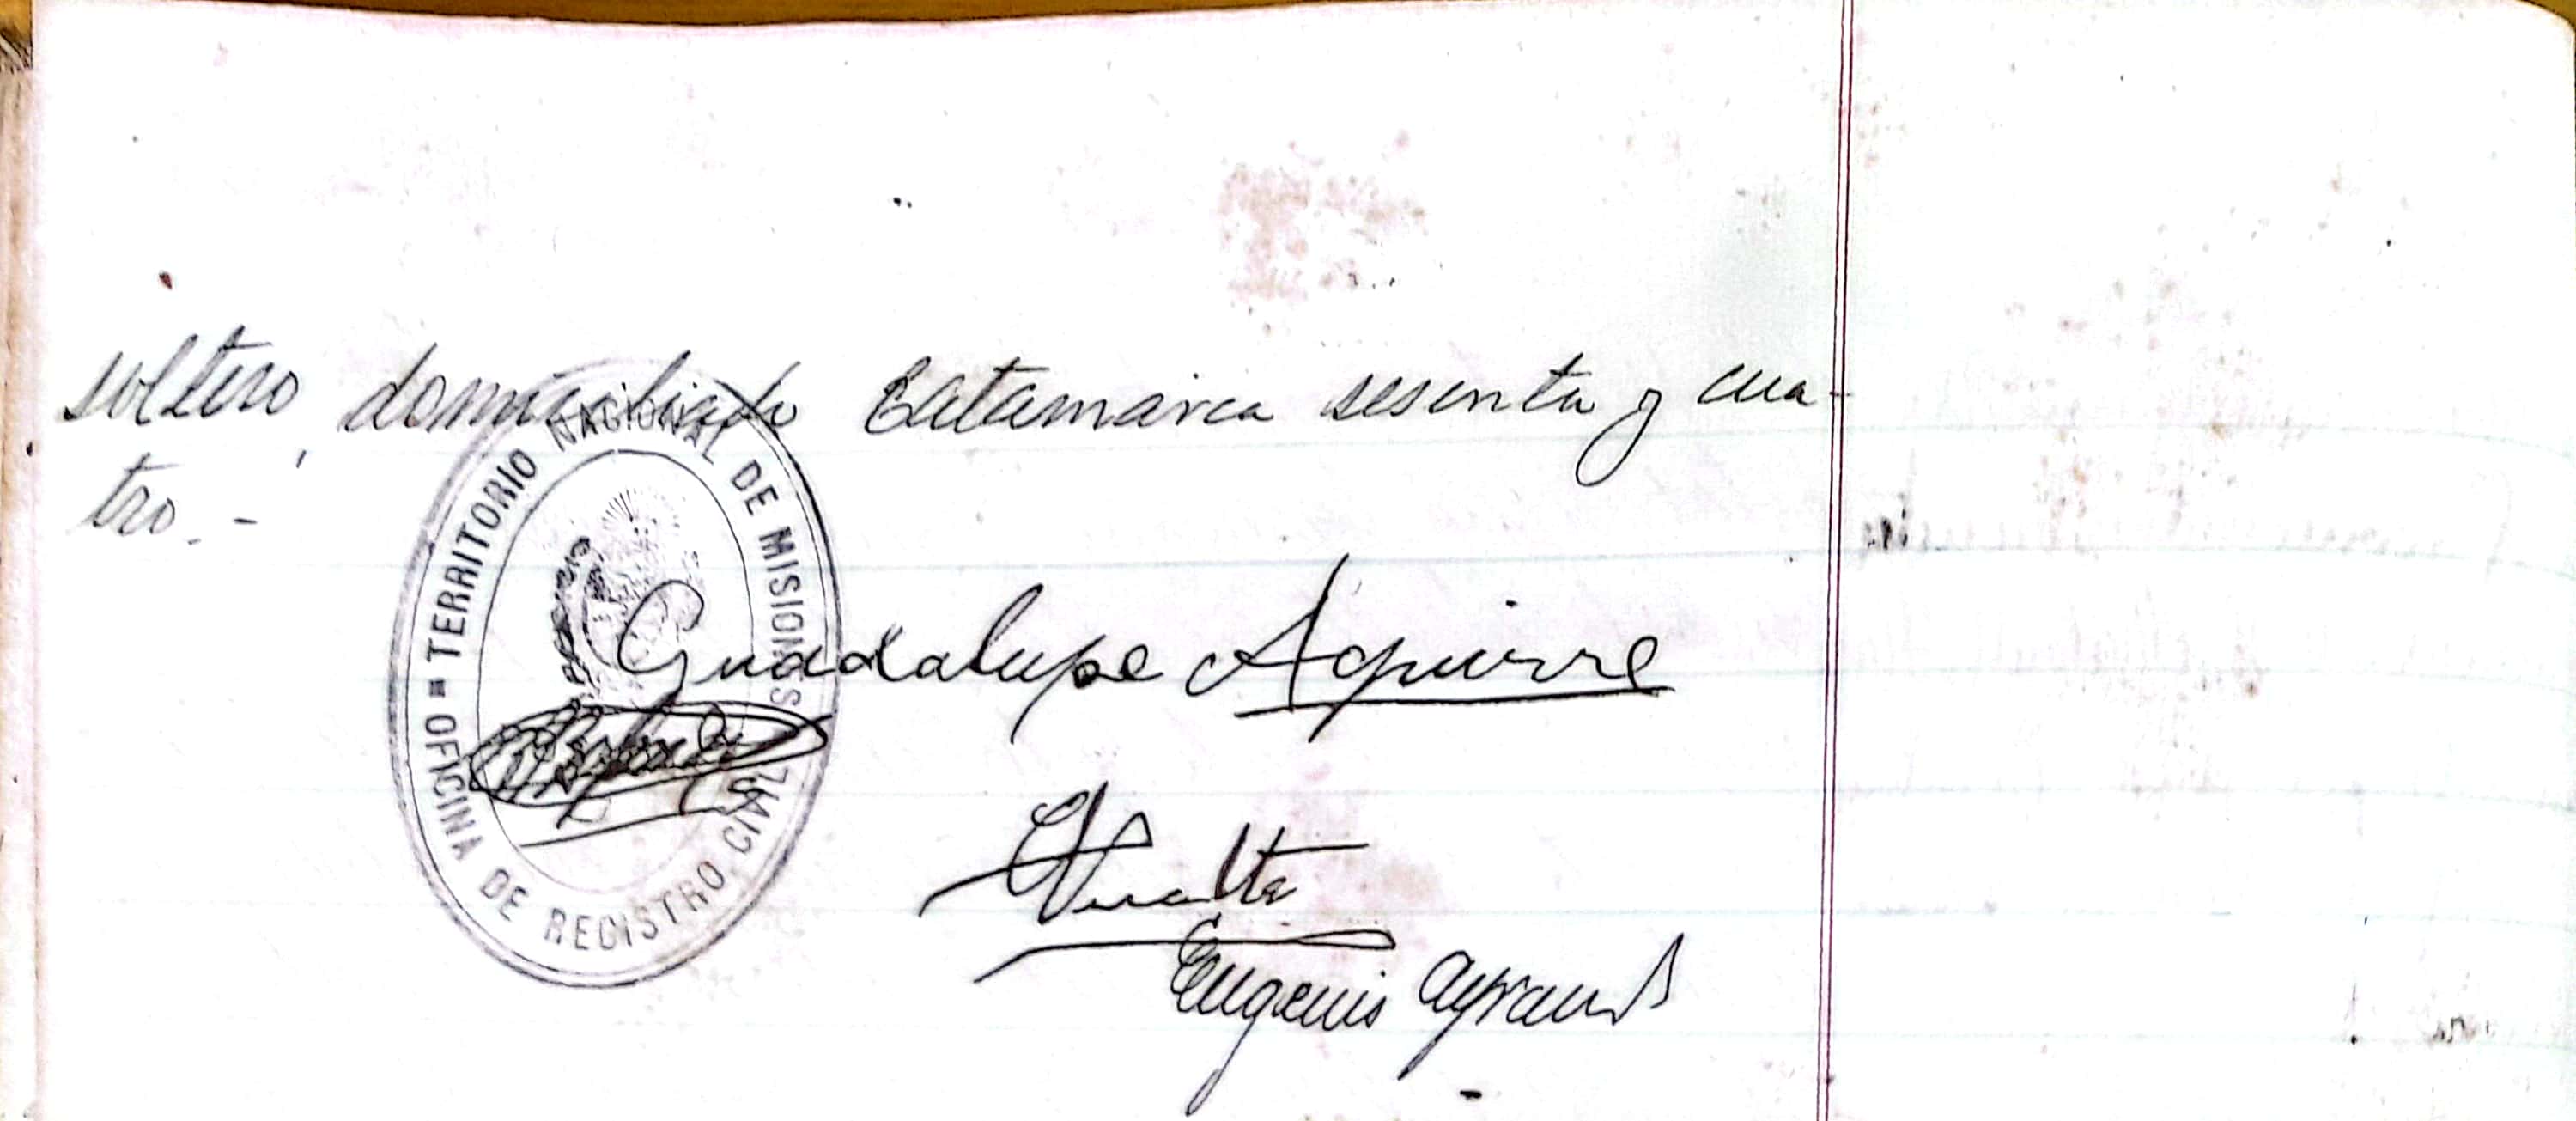 soltero, domiciliado Catamarca sesenta y cua-
tro.-
TERRITORIO NACIONAL DE MISIONES
OFICINA DE REGISTRO CIVIL
Guadalupe Aguirre
Eugenio